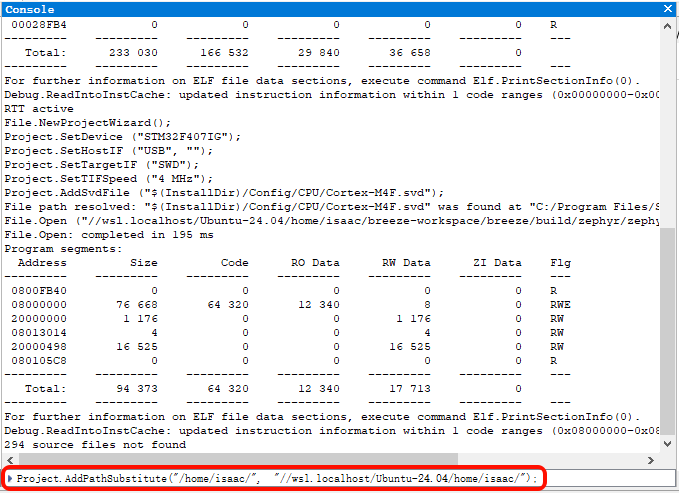 Console
00028FB4 0 0 0 0 0 R
-------- --------- --------- --------- --------- --------- ---
Total: 233 030 166 532 29 840 36 658 0
-------- --------- --------- --------- --------- --------- ---
For further information on ELF file data sections, execute command Elf.PrintSectionInfo(0).
Debug.ReadIntoInstCache: updated instruction information within 1 code ranges (0x00000000-0x00
RTT active
File.NewProjectWizard();
Project.SetDevice ("STM32F407IG");
Project.SetHostIF ("USB", "");
Project.SetTargetIF ("SWD");
Project.SetTIFSpeed ("4 MHz");
Project.AddSvdFile ("$(InstallDir)/Config/CPU/Cortex-M4F.svd");
File path resolved: "$(InstallDir)/Config/CPU/Cortex-M4F.svd" was found at "C:/Program Files/S
File.Open ("//wsl.localhost/Ubuntu-24.04/home/isaac/breeze-workspace/breeze/build/zephyr/zephy
File.Open: completed in 195 ms
Program segments:
Address Size Code RO Data RW Data ZI Data Flg
-------- --------- --------- --------- --------- --------- ---
0800FB40 0 0 0 0 0 R
08000000 76 668 64 320 12 340 8 0 RWE
20000000 1 176 0 0 1 176 0 RW
08013014 4 0 0 4 0 RW
20000498 16 525 0 0 16 525 0 RW
080105C8 0 0 0 0 0 R
-------- --------- --------- --------- --------- --------- ---
Total: 94 373 64 320 12 340 17 713 0
-------- --------- --------- --------- --------- --------- ---
For further information on ELF file data sections, execute command Elf.PrintSectionInfo(0).
Debug.ReadIntoInstCache: updated instruction information within 1 code ranges (0x08000000-0x08
294 source files not found
Project.AddPathSubstitute("/home/isaac/", "//wsl.localhost/Ubuntu-24.04/home/isaac/");